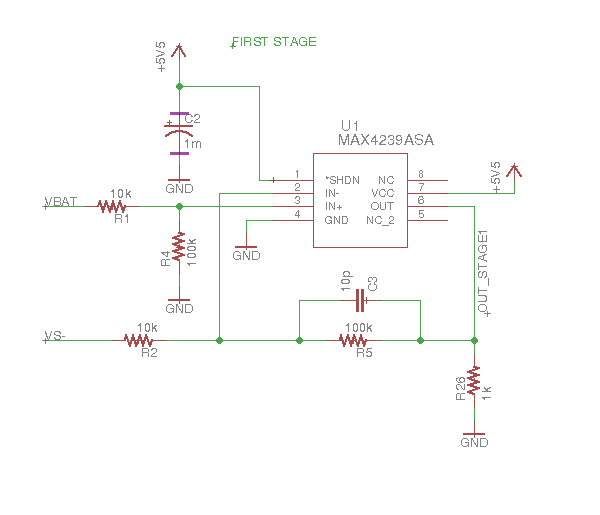 FIRST STAGE
+5V5
C2
1m
GND
U1
MAX4239ASA
1 *SHDN NC 8
2 IN- VCC 7
3 IN+ OUT 6
4 GND NC_2 5
+5V5
VBAT
10k
R1
R4
100k
GND
GND
OUT_STAGE1
10p
C3
VS-
10k
R2
100k
R5
R26
1k
GND